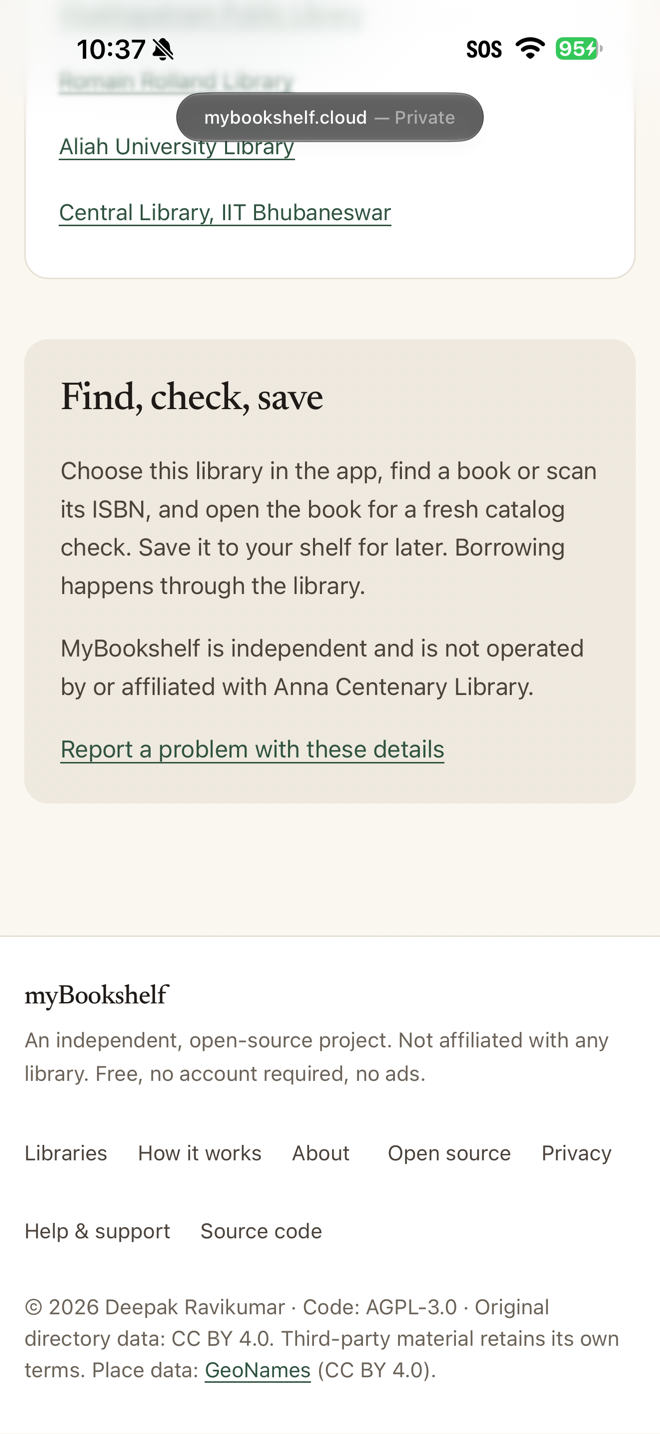 10:37
SOS
95
Romain Rolland Library
mybookshelf.cloud — Private
Aliah University Library
Central Library, IIT Bhubaneswar
Find, check, save
Choose this library in the app, find a book or scan
its ISBN, and open the book for a fresh catalog
check. Save it to your shelf for later. Borrowing
happens through the library.
MyBookshelf is independent and is not operated
by or affiliated with Anna Centenary Library.
Report a problem with these details
myBookshelf
An independent, open-source project. Not affiliated with any
library. Free, no account required, no ads.
Libraries How it works About Open source Privacy
Help & support Source code
© 2026 Deepak Ravikumar · Code: AGPL-3.0 · Original
directory data: CC BY 4.0. Third-party material retains its own
terms. Place data: GeoNames (CC BY 4.0).